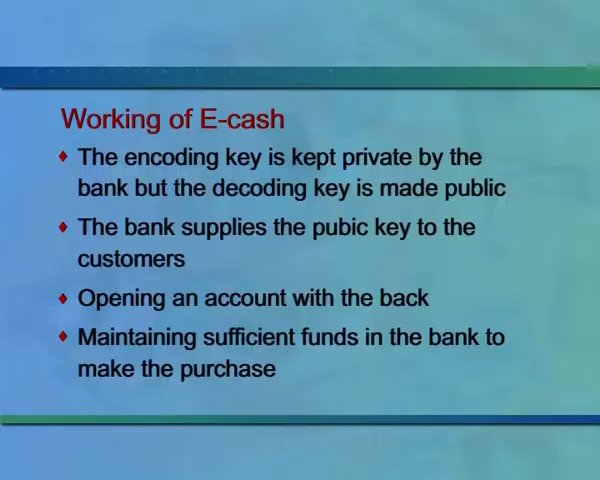 Working of E-cash
The encoding key is kept private by the
bank but the decoding key is made public
The bank supplies the pubic key to the
customers
Opening an account with the back
Maintaining sufficient funds in the bank to
make the purchase